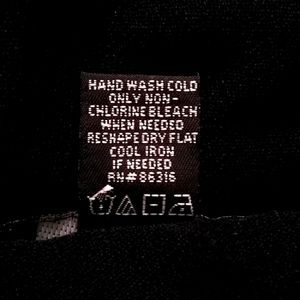 HAND WASH COLD
ONLY NON-
CHLORINE BLEACH
WHEN NEEDED
RESHAPE DRY FLAT
COOL IRON
IF NEEDED
RN#86316